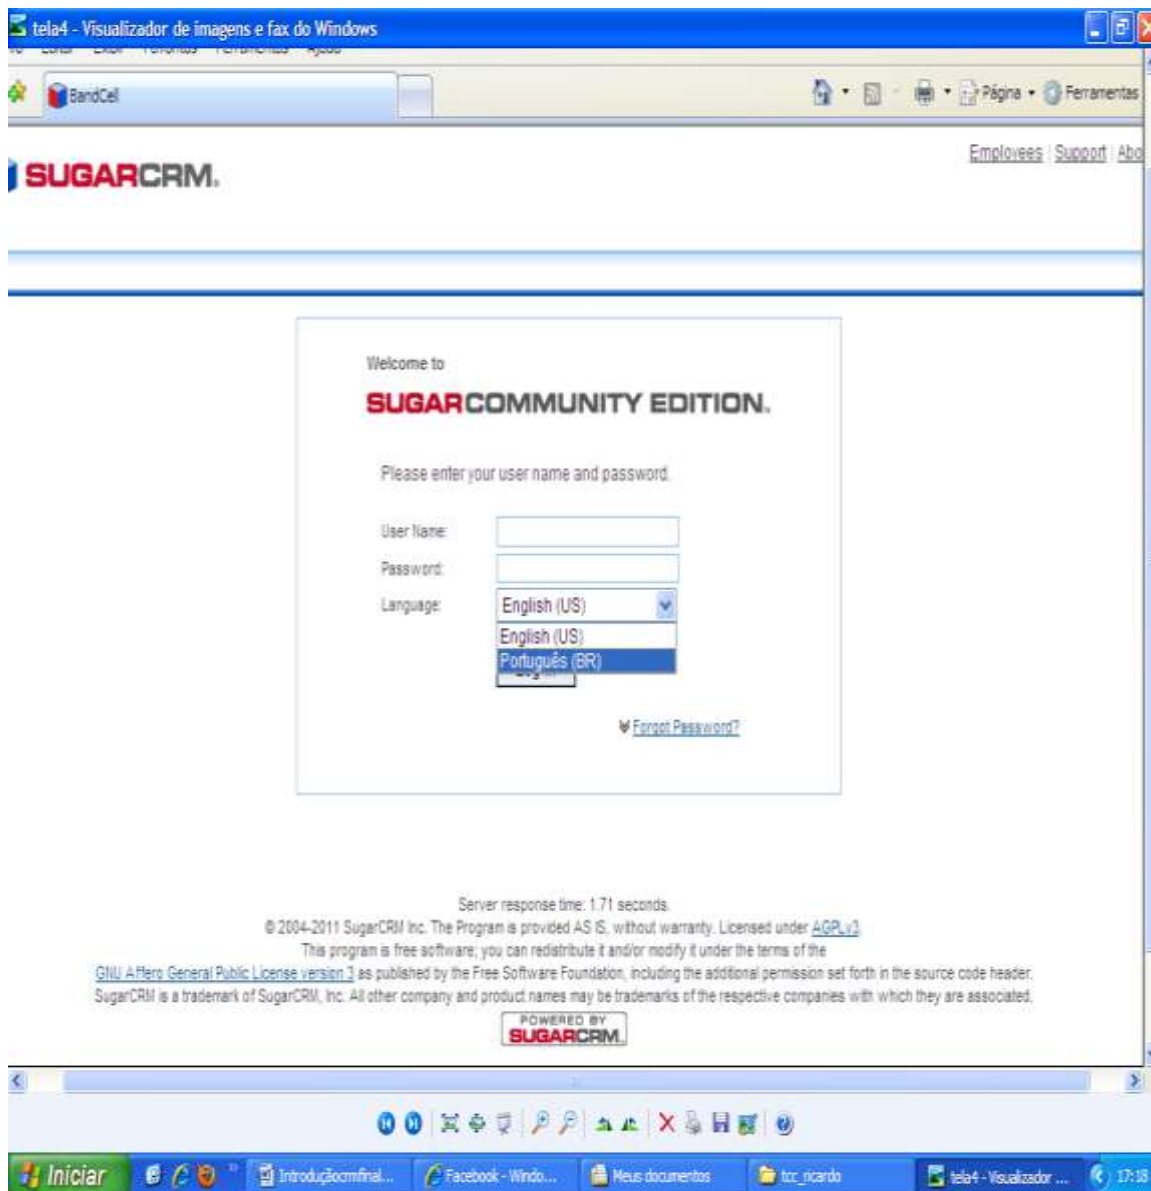 tela4 - Visualizador de imagens e fax do Windows
BandCell
Página
Ferramentas
Employees | Support | Abo
SUGARCRM.
Welcome to
SUGARCOMMUNITY EDITION.
Please enter your user name and password.
User Name:
Password:
Language:
English (US)
English (US)
Português (BR)
Forgot Password?
Server response time: 1.71 seconds.
© 2004-2011 SugarCRM Inc. The Program is provided AS IS, without warranty. Licensed under AGPLv3.
This program is free software; you can redistribute it and/or modify it under the terms of the
GNU Affero General Public License version 3 as published by the Free Software Foundation, including the additional permission set forth in the source code header.
SugarCRM is a trademark of SugarCRM, Inc. All other company and product names may be trademarks of the respective companies with which they are associated.
POWERED BY
SUGARCRM.
Iniciar
Introduçãocrmfinal...
Facebook - Windo...
Meus documentos
tcc_ricardo
tela4 - Visualizador ...
17:18